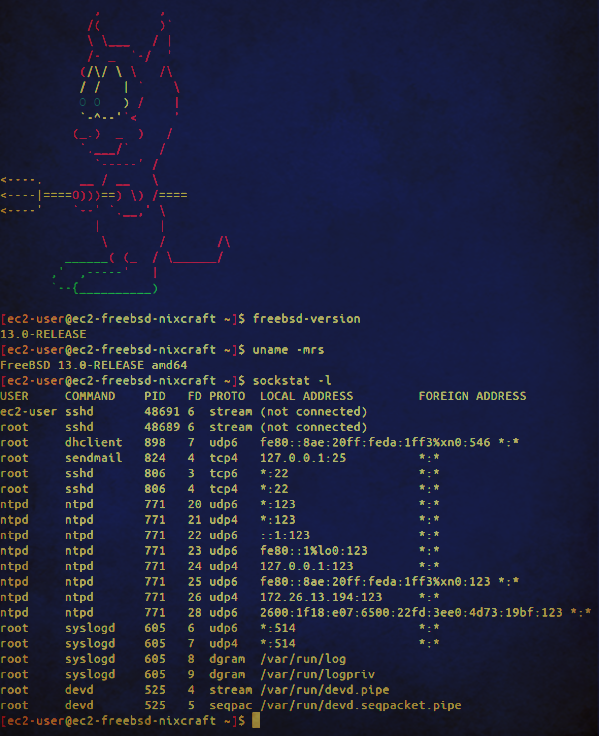 [ec2-user@ec2-freebsd-nixcraft ~]$ freebsd-version
13.0-RELEASE
[ec2-user@ec2-freebsd-nixcraft ~]$ uname -mrs
FreeBSD 13.0-RELEASE amd64
[ec2-user@ec2-freebsd-nixcraft ~]$ sockstat -l
USER     COMMAND    PID   FD PROTO  LOCAL ADDRESS         FOREIGN ADDRESS
ec2-user sshd       48691 6  stream (not connected)
root     sshd       48689 6  stream (not connected)
root     dhclient   898   7  udp6   fe80::8ae:20ff:feda:1ff3%xn0:546 *:*
root     sendmail   824   4  tcp4   127.0.0.1:25          *:*
root     sshd       806   3  tcp6   *:22                  *:*
root     sshd       806   4  tcp4   *:22                  *:*
ntpd     ntpd       771   20 udp6   *:123                 *:*
ntpd     ntpd       771   21 udp4   *:123                 *:*
ntpd     ntpd       771   22 udp6   ::1:123               *:*
ntpd     ntpd       771   23 udp6   fe80::1%lo0:123       *:*
ntpd     ntpd       771   24 udp4   127.0.0.1:123         *:*
ntpd     ntpd       771   25 udp6   fe80::8ae:20ff:feda:1ff3%xn0:123 *:*
ntpd     ntpd       771   26 udp4   172.26.13.194:123     *:*
ntpd     ntpd       771   28 udp6   2600:1f18:e07:6500:22fd:3ee0:4d73:19bf:123 *:*
root     syslogd    605   6  udp6   *:514                 *:*
root     syslogd    605   7  udp4   *:514                 *:*
root     syslogd    605   8  dgram  /var/run/log
root     syslogd    605   9  dgram  /var/run/logpriv
root     devd       525   4  stream /var/run/devd.pipe
root     devd       525   5  seqpac /var/run/devd.seqpacket.pipe
[ec2-user@ec2-freebsd-nixcraft ~]$